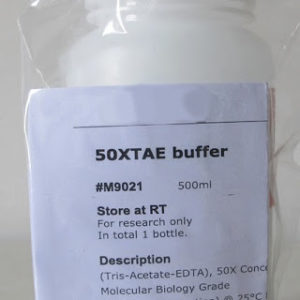 50XTAE buffer
#M9021 500ml
Store at RT
For research only
In total 1 bottle.
Description
(Tris-Acetate-EDTA), 50X
Molecular Biology Grade
@ 25°C